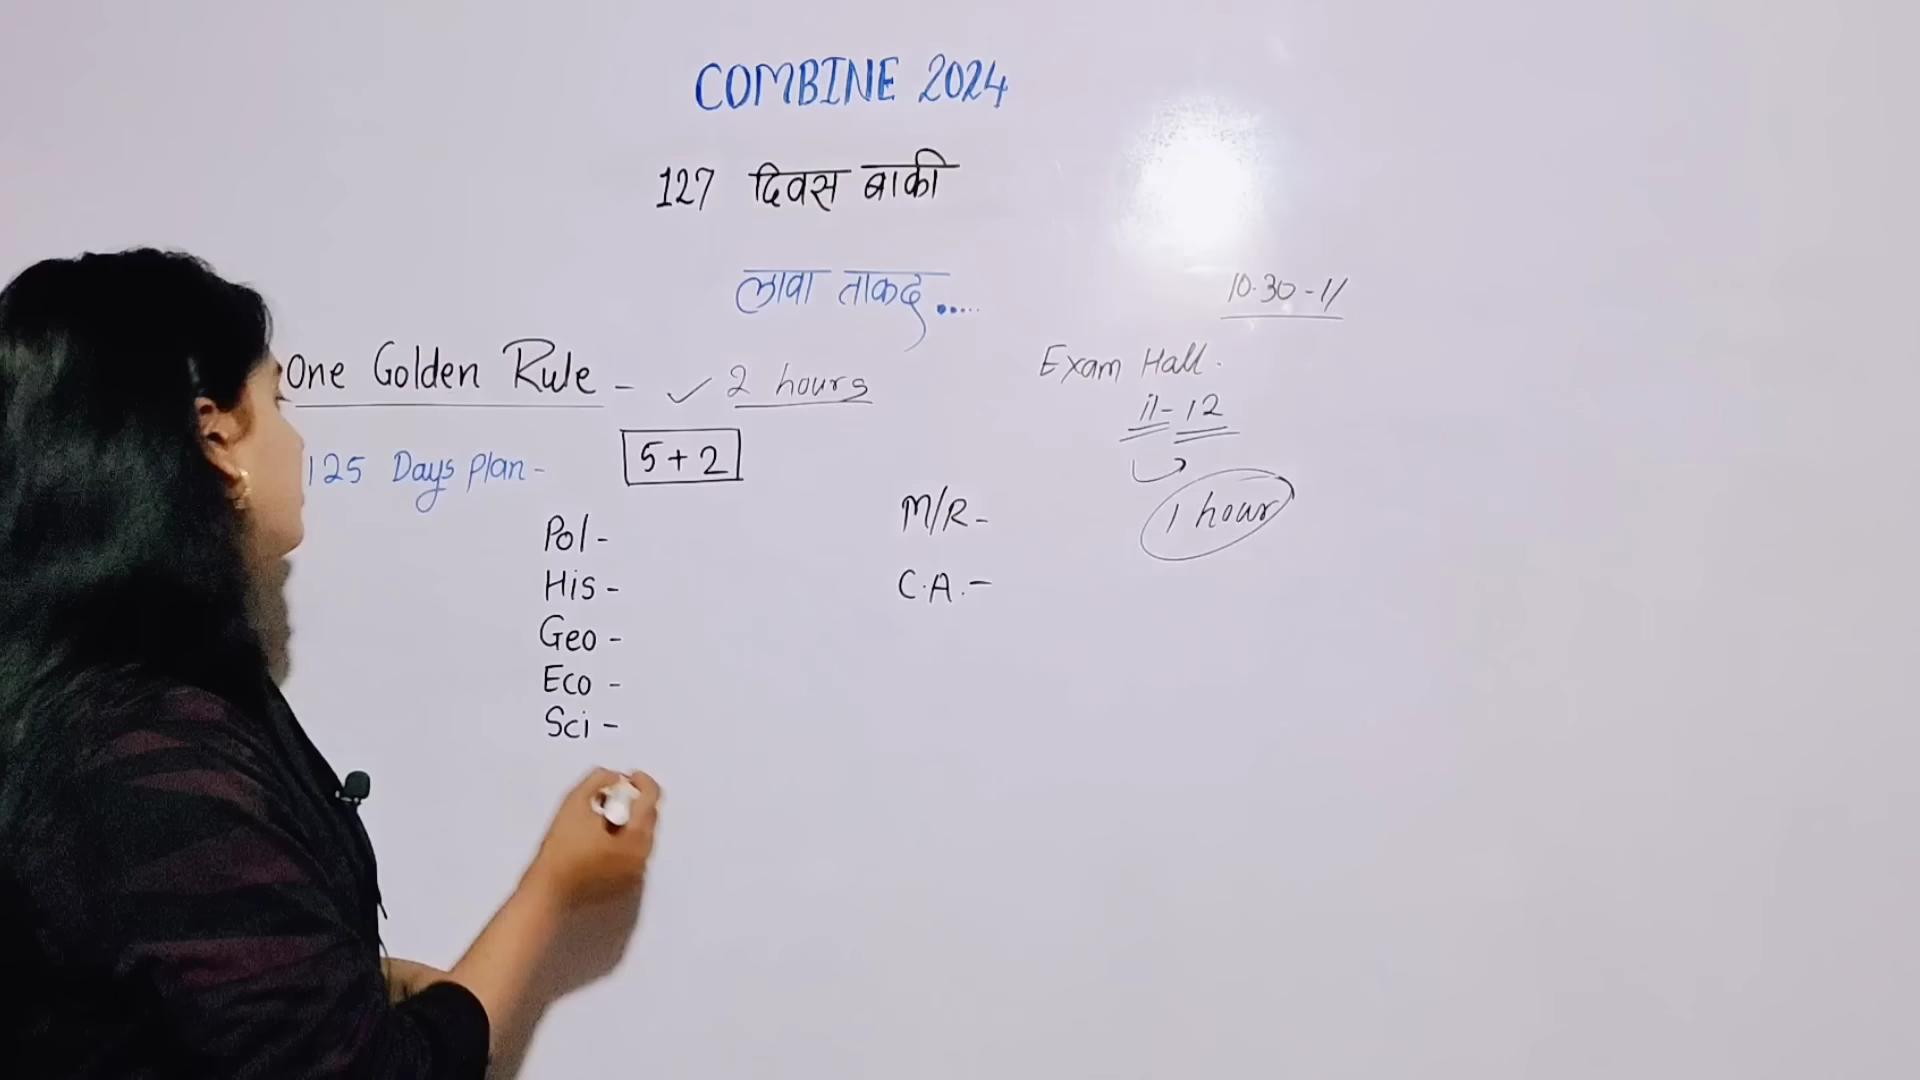 COMBINE 2024
127 दिवस बाकी
लावा ताकद.....
10.30-11
One Golden Rule - ✓ 2 hours
Exam Hall.
11-12
125 Days Plan- 5+2
1 hour
Pol-
His-
Geo-
Eco-
Sci-
M/R-
C.A.-